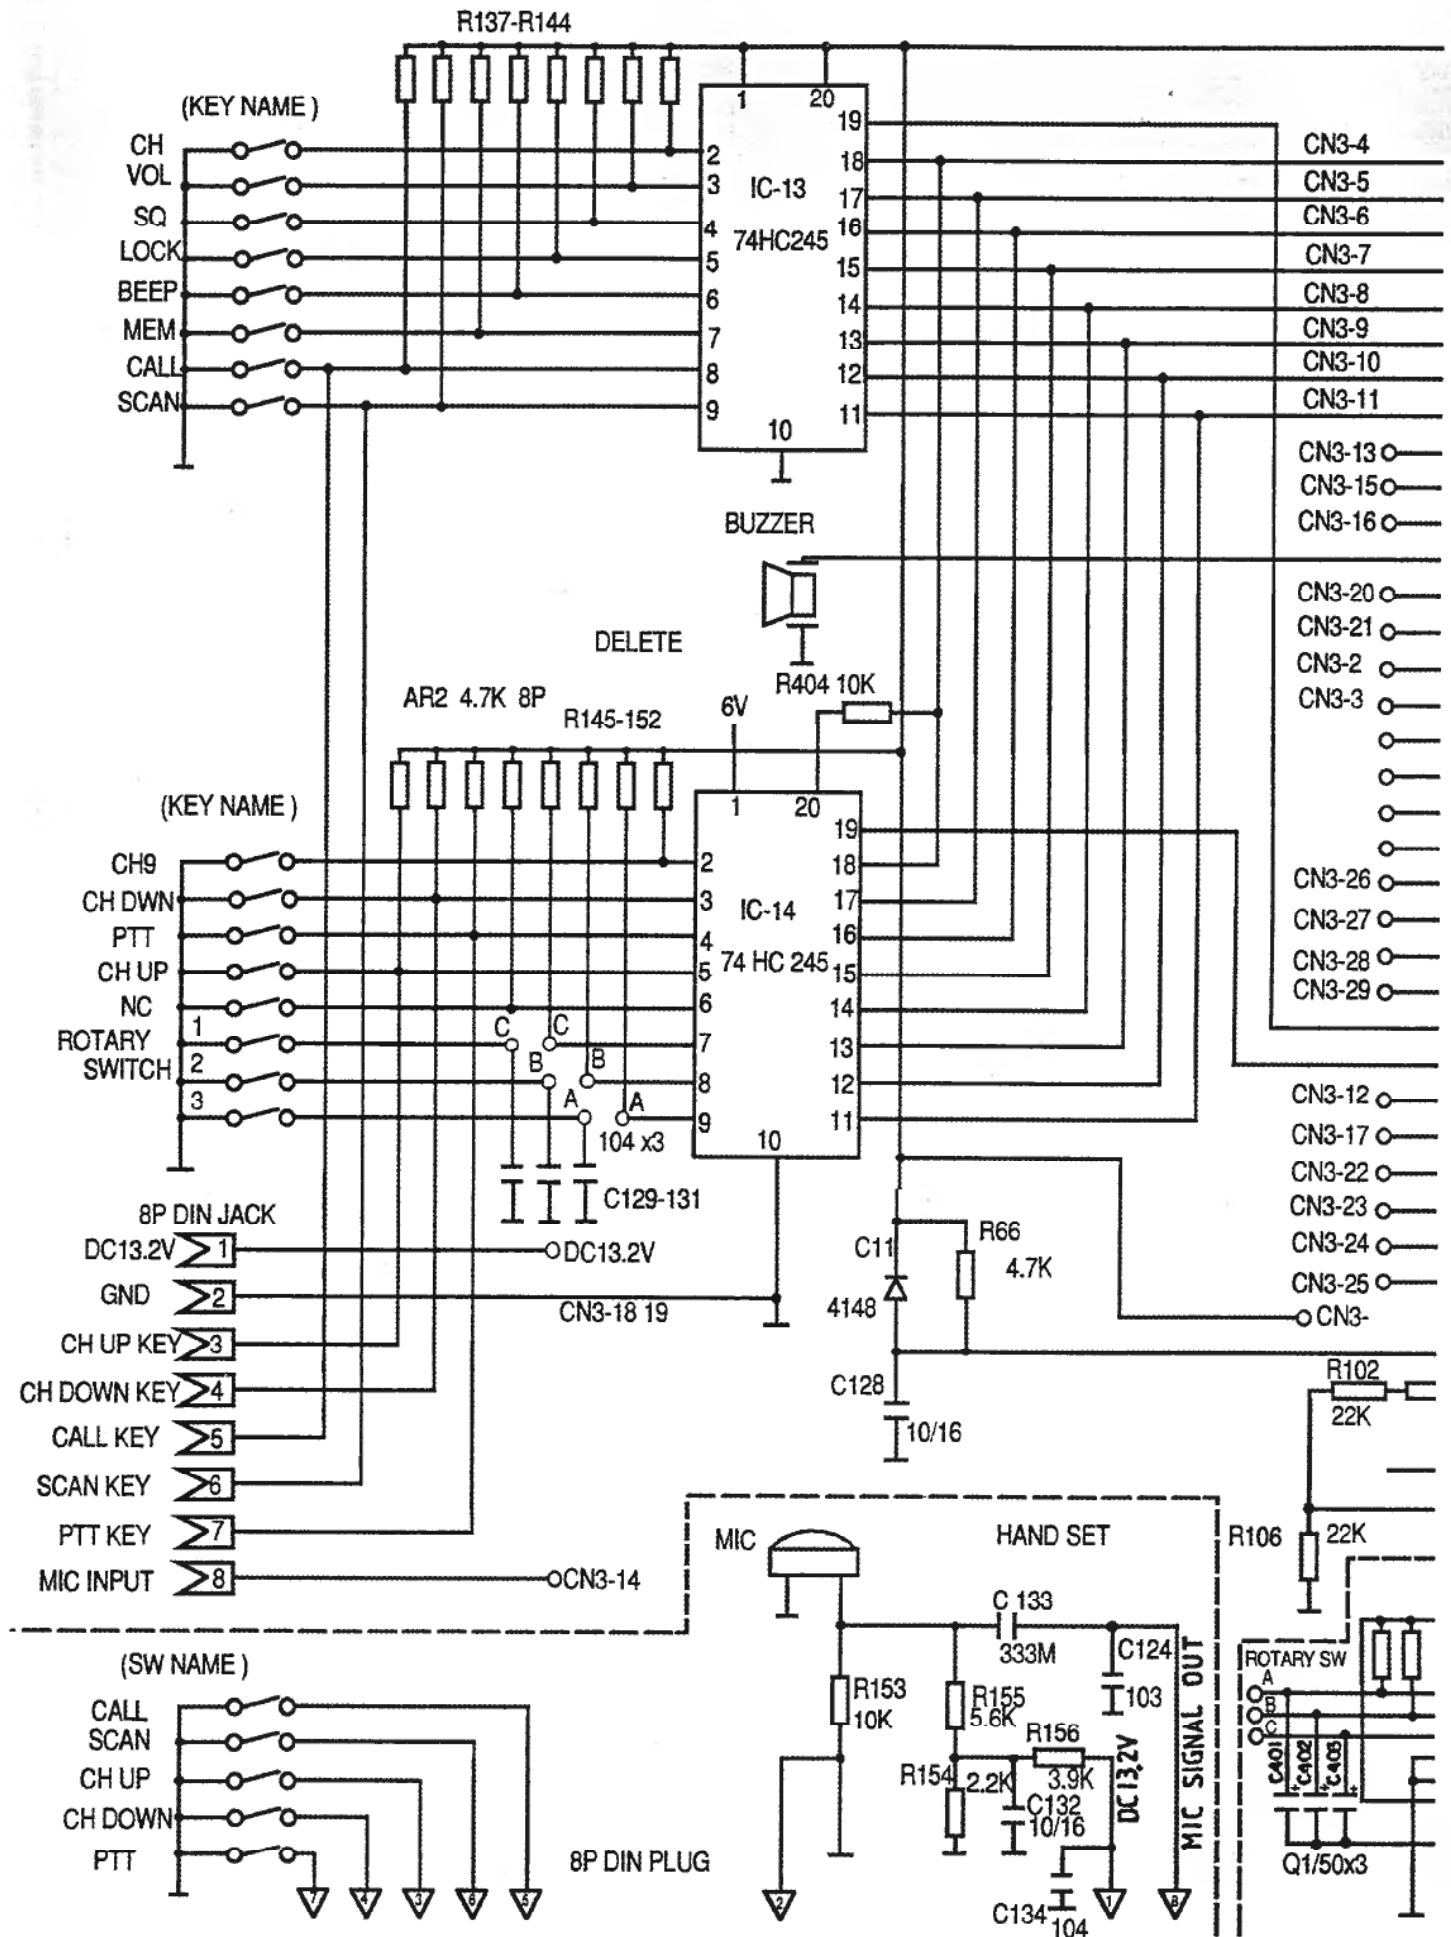 R137-R144
(KEY NAME )
CH
VOL
SQ
LOCK
BEEP
MEM
CALL
SCAN
1 20
2
3
4
5
6
7
8
9
10
IC-13
74HC245
19
18
17
16
15
14
13
12
11
CN3-4
CN3-5
CN3-6
CN3-7
CN3-8
CN3-9
CN3-10
CN3-11
CN3-13
CN3-15
CN3-16
BUZZER
CN3-20
CN3-21
CN3-2
CN3-3
DELETE
R404 10K
AR2 4.7K 8P
R145-152
6V
(KEY NAME )
CH9
CH DWN
PTT
CH UP
NC
ROTARY
SWITCH
1
2
3
C C
B B
A A
1 20
2
3
4
5
6
7
8
9
10
IC-14
74 HC 245
19
18
17
16
15
14
13
12
11
CN3-26
CN3-27
CN3-28
CN3-29
104 x3
C129-131
CN3-12
CN3-17
CN3-22
CN3-23
CN3-24
CN3-25
CN3-
8P DIN JACK
DC13.2V 1 DC13.2V
GND 2 CN3-18 19
CH UP KEY 3
CH DOWN KEY 4
CALL KEY 5
SCAN KEY 6
PTT KEY 7
MIC INPUT 8 CN3-14
C11
4148
R66
4.7K
C128
10/16
R102
22K
R106 22K
MIC
HAND SET
C 133
333M
C124
103
R153
10K
R155
5.6K
R156
3.9K
R154 2.2K
C132
10/16
C134 104
DC13.2V
MIC SIGNAL OUT
2
1
8
(SW NAME )
CALL
SCAN
CH UP
CH DOWN
PTT
7 4 3 6 5
8P DIN PLUG
ROTARY SW
A
B
C
C401
C402
C403
+ + +
Q1/50x3